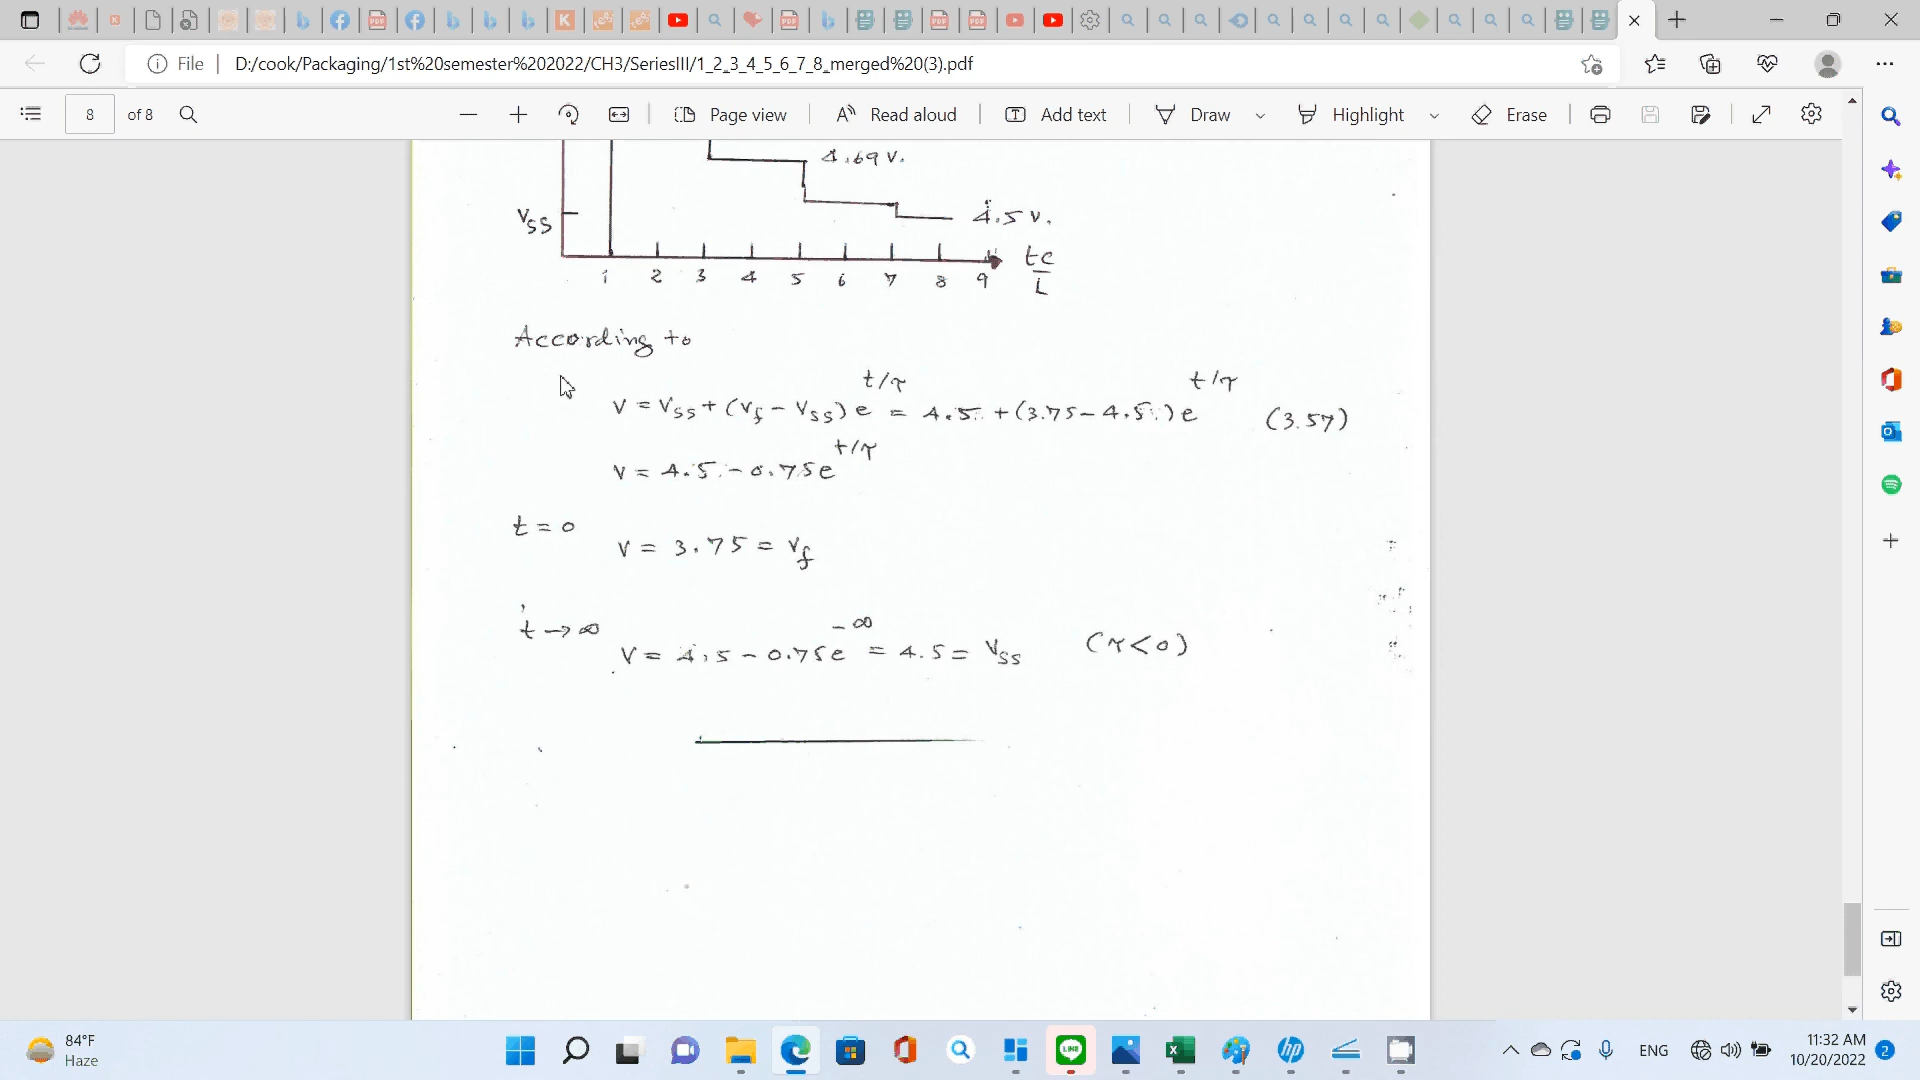 File
D:/cook/Packaging/1st%20semester%202022/CH3/SeriesIII/1_2_3_4_5_6_7_8_merged%20(3).pdf
8 of 8
Page view
Read aloud
Add text
Draw
Highlight
Erase
4.69 V.
VSS
4.5 V.
1 2 3 4 5 6 7 8 9
tc/L
According to
V = VSS + (Vf - VSS) e^t/τ = 4.5 + (3.75 - 4.5) e^t/τ (3.57)
V = 4.5 - 0.75 e^t/τ
t = 0
V = 3.75 = Vf
t → ∞
V = 4.5 - 0.75 e^-∞ = 4.5 = VSS (τ < 0)
84°F
Haze
LINE
hp
ENG
11:32 AM
10/20/2022
2